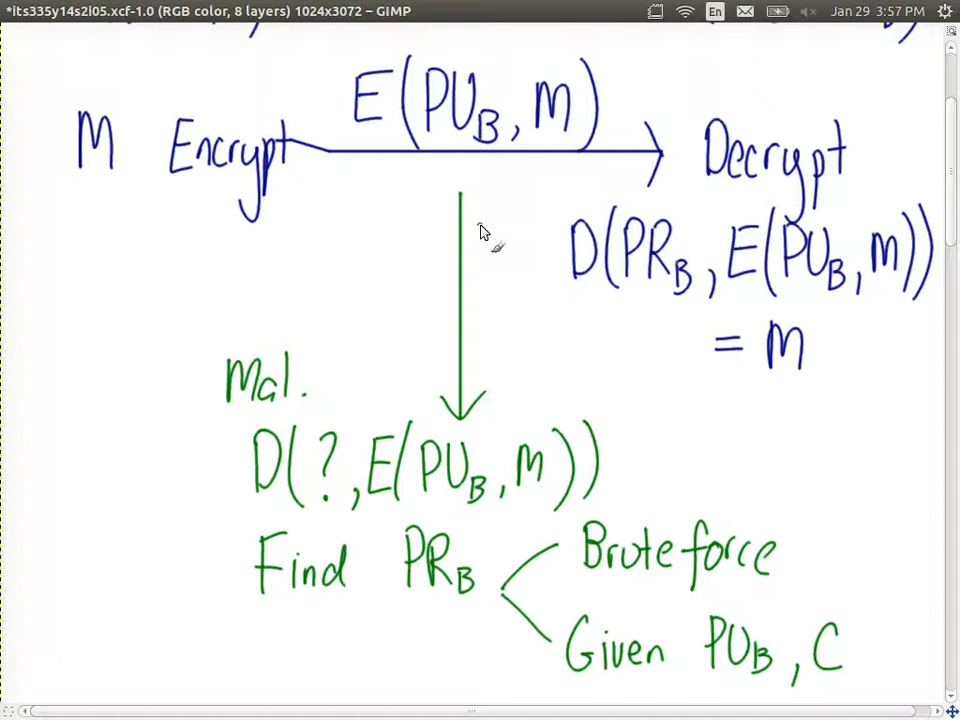 *its335y14s2i05.xcf-1.0 (RGB color, 8 layers) 1024x3072 – GIMP
En
Jan 29 3:57 PM
M Encrypt E(PU_B, M) Decrypt
D(PR_B, E(PU_B, M))
= M
Mal.
D(?, E(PU_B, M))
Find PR_B Brute force
Given PU_B, C